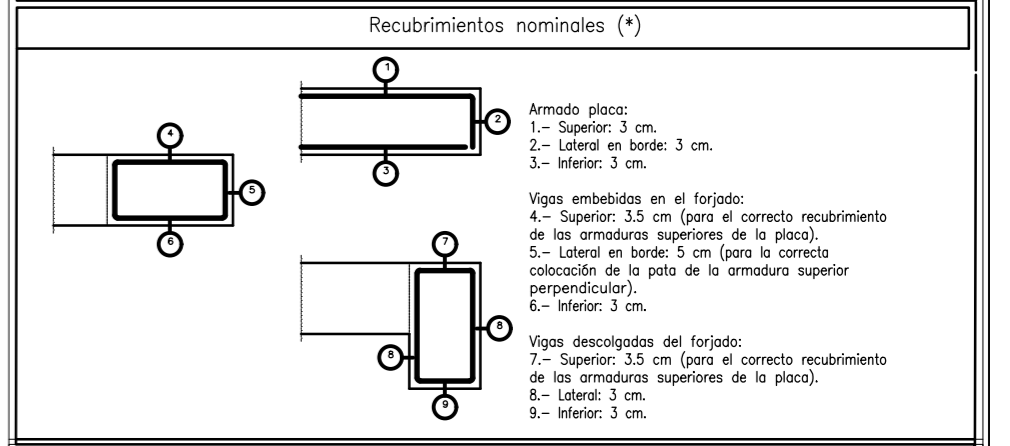 Recubrimientos nominales (*)
1
2
3
4
5
6
7
8
8
9
Armado placa:
1.– Superior: 3 cm.
2.– Lateral en borde: 3 cm.
3.– Inferior: 3 cm.
Vigas embebidas en el forjado:
4.– Superior: 3.5 cm (para el correcto recubrimiento
de las armaduras superiores de la placa).
5.– Lateral en borde: 5 cm (para la correcta
colocación de la pata de la armadura superior
perpendicular).
6.– Inferior: 3 cm.
Vigas descolgadas del forjado:
7.– Superior: 3.5 cm (para el correcto recubrimiento
de las armaduras superiores de la placa).
8.– Lateral: 3 cm.
9.– Inferior: 3 cm.